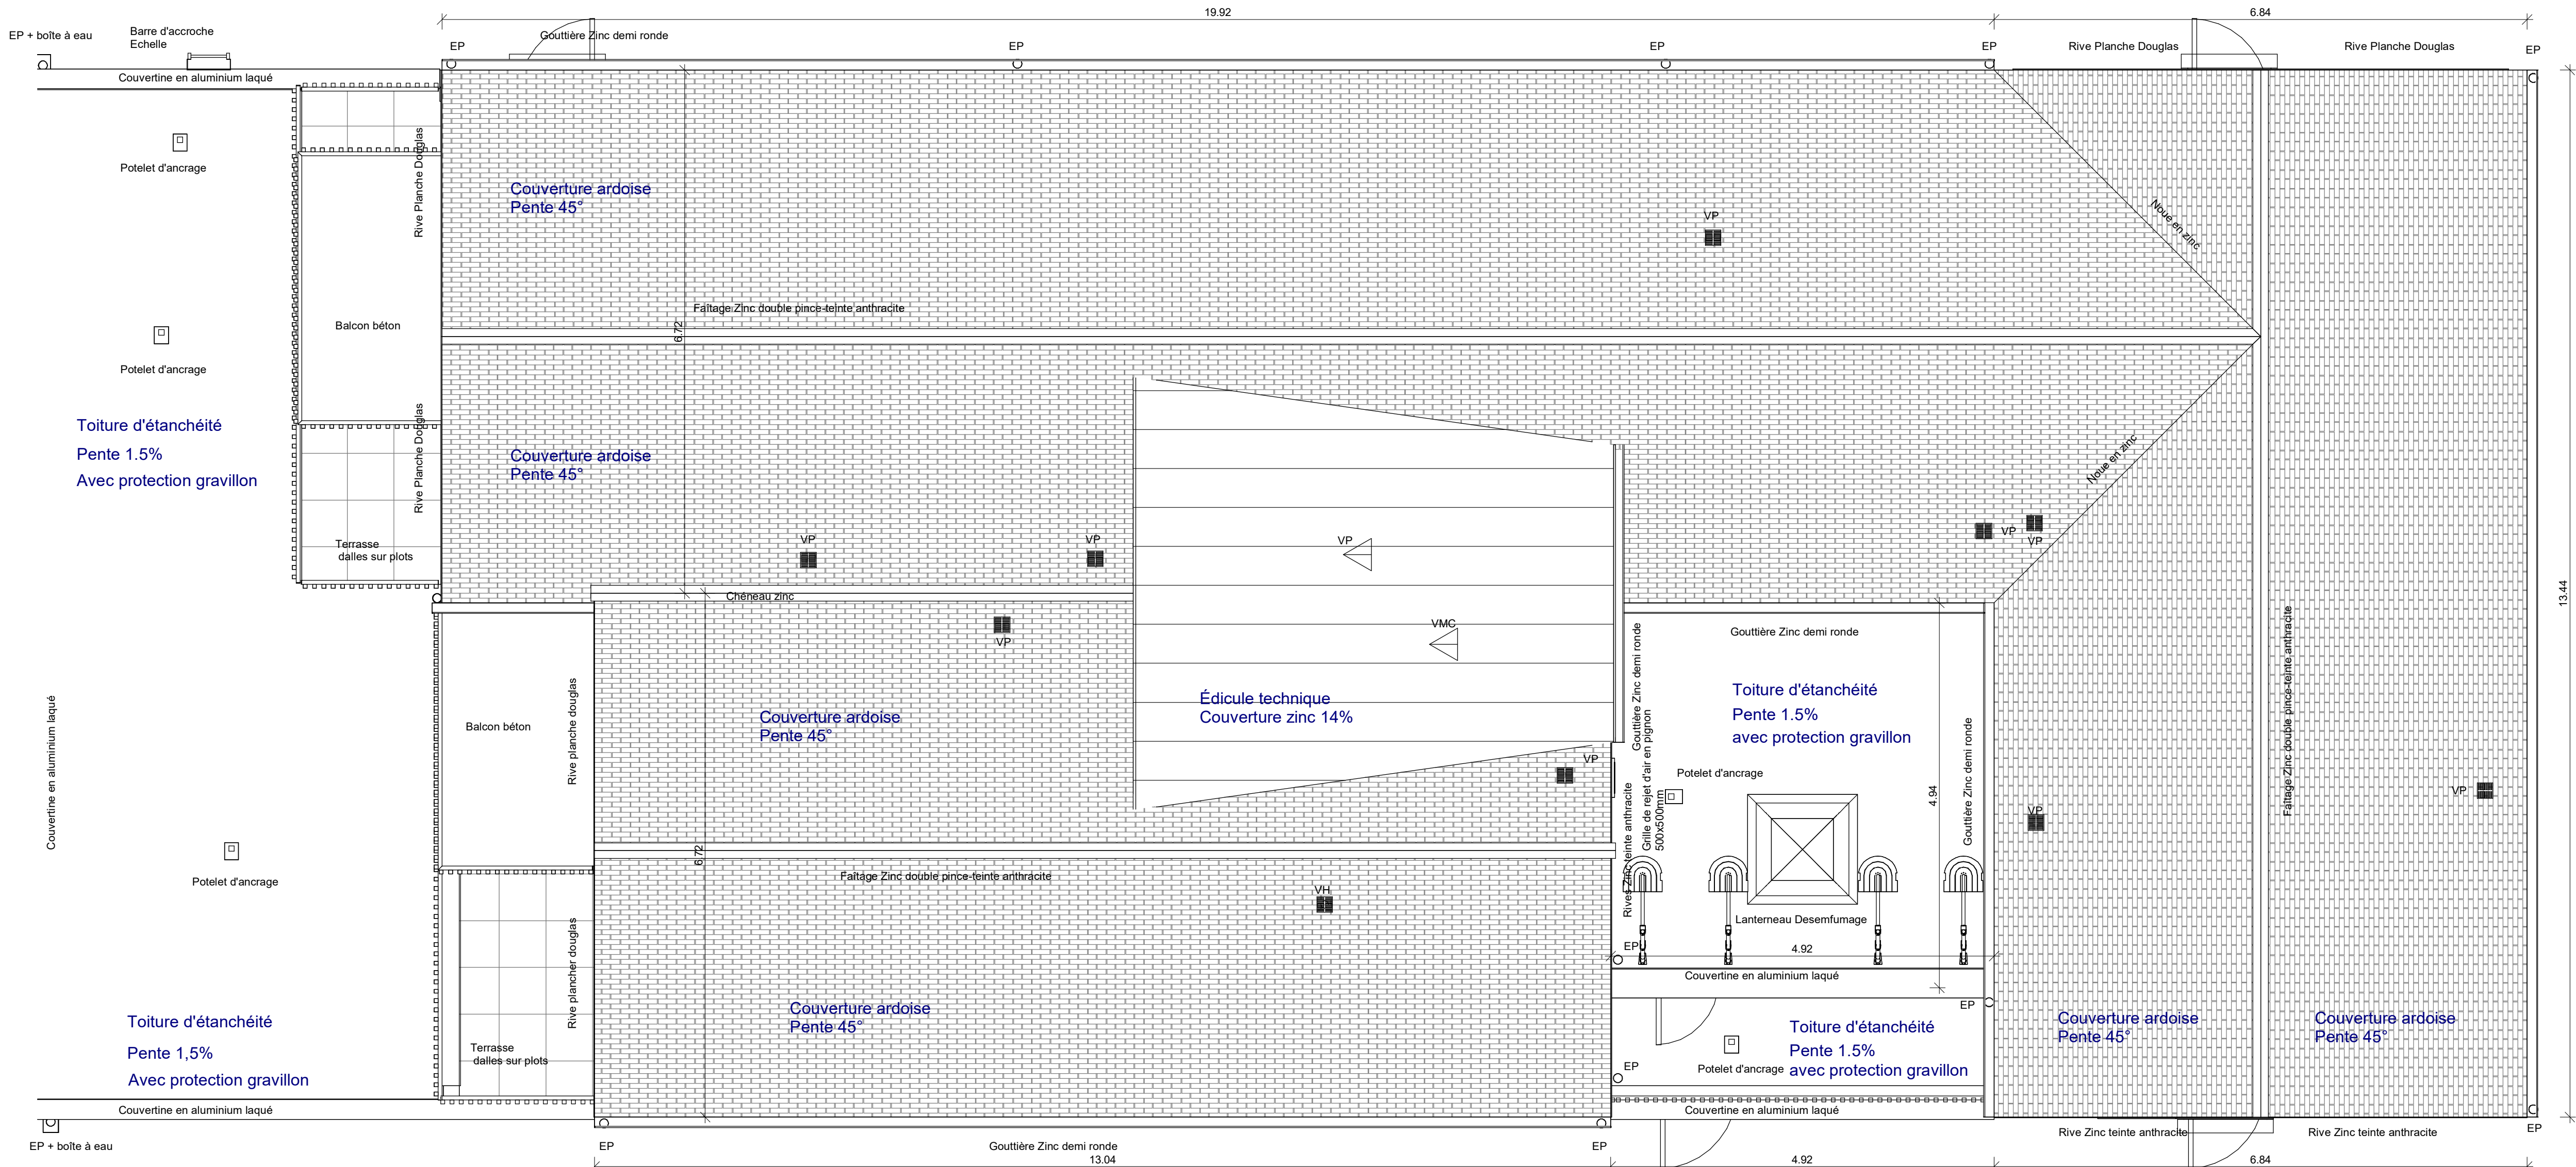 19.92
6.84
EP + boîte à eau
Barre d'accroche
Echelle
Gouttière Zinc demi ronde
EP
EP
EP
EP
Rive Planche Douglas
Rive Planche Douglas
EP
Couvertine en aluminium laqué
Potelet d'ancrage
Rive Planche Douglas
Couverture ardoise
Pente 45°
VP
Noue en zinc
Faîtage Zinc double pince-teinte anthracite
6.72
Balcon béton
Potelet d'ancrage
Toiture d'étanchéité
Pente 1.5%
Avec protection gravillon
Rive Planche Douglas
Couverture ardoise
Pente 45°
Noue en zinc
Terrasse
dalles sur plots
VP
VP
VP
VP
VP
Chéneau zinc
13.44
VP
VMC
Gouttière Zinc demi ronde
Gouttière Zinc demi ronde
Faîtage Zinc double pince-teinte anthracite
Couvertine en aluminium laqué
Balcon béton
Rive planche douglas
Couverture ardoise
Pente 45°
Édicule technique
Couverture zinc 14%
Toiture d'étanchéité
Pente 1.5%
avec protection gravillon
Gouttière Zinc demi ronde
VP
Potelet d'ancrage
Grille de rejet d'air en pignon
500x500mm
Rives Zinc teinte anthracite
4.94
VP
VP
6.72
Faîtage Zinc double pince-teinte anthracite
VH
Potelet d'ancrage
Lanterneau Desemfumage
EP
4.92
Rive plancher douglas
Couvertine en aluminium laqué
EP
Couverture ardoise
Pente 45°
Toiture d'étanchéité
Pente 1,5%
Avec protection gravillon
Terrasse
dalles sur plots
Toiture d'étanchéité
Pente 1.5%
avec protection gravillon
EP
Potelet d'ancrage
Couverture ardoise
Pente 45°
Couverture ardoise
Pente 45°
Couvertine en aluminium laqué
Couvertine en aluminium laqué
EP + boîte à eau
EP
Gouttière Zinc demi ronde
EP
Rive Zinc teinte anthracite
Rive Zinc teinte anthracite
EP
13.04
4.92
6.84